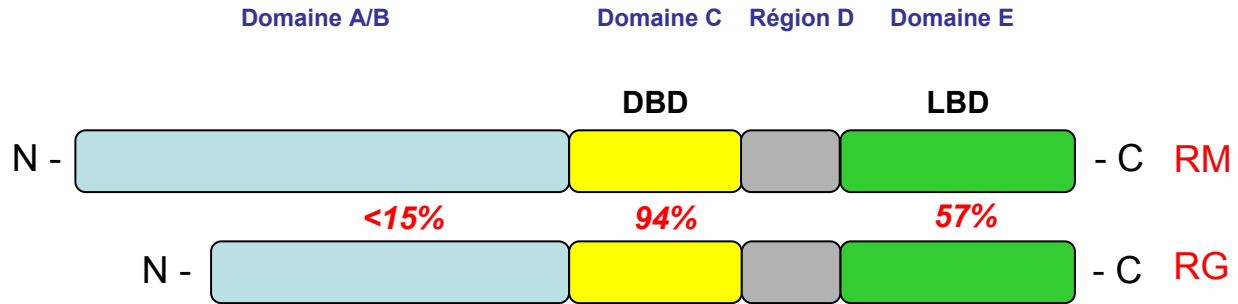 Domaine A/B Domaine C Région D Domaine E
DBD LBD
N - - C RM
<15% 94% 57%
N - - C RG